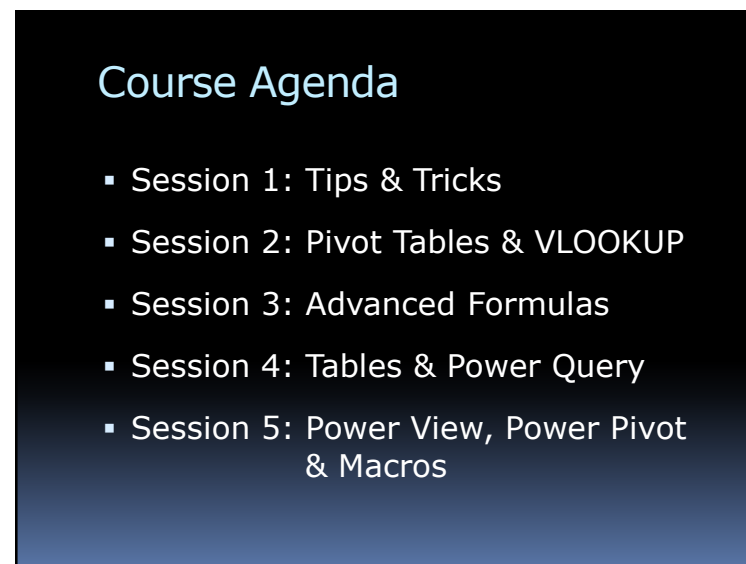 Course Agenda
▪ Session 1: Tips & Tricks
▪ Session 2: Pivot Tables & VLOOKUP
▪ Session 3: Advanced Formulas
▪ Session 4: Tables & Power Query
▪ Session 5: Power View, Power Pivot
& Macros